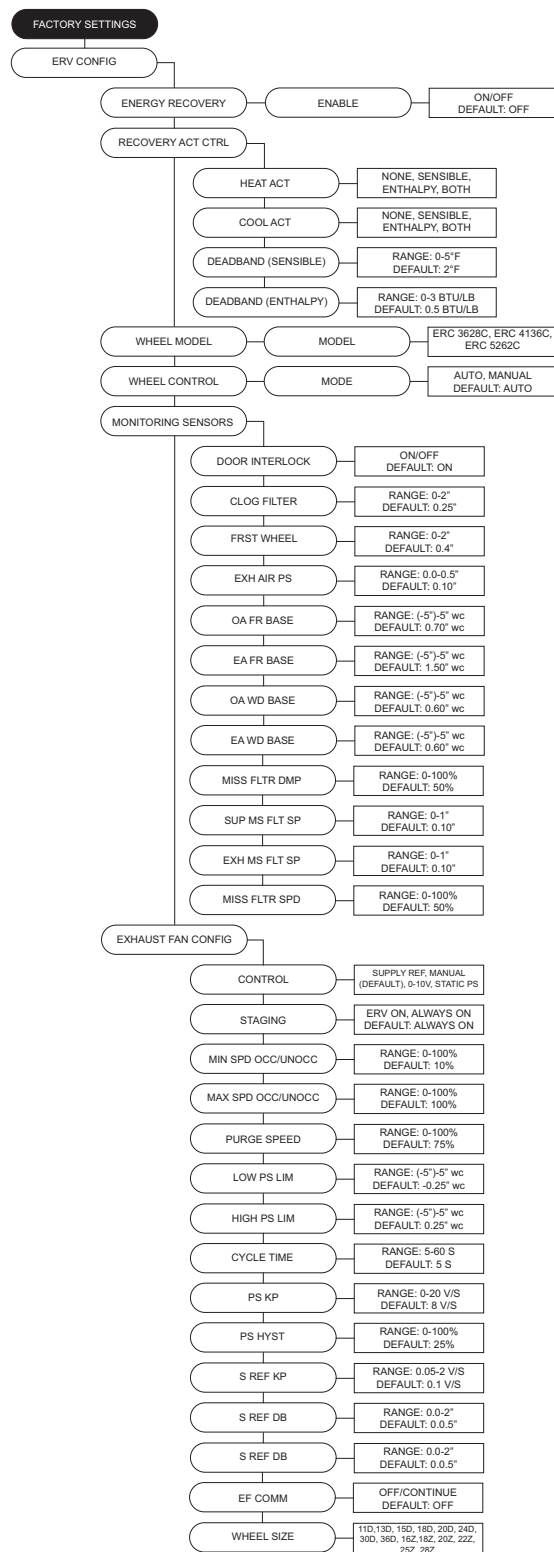 FACTORY SETTINGS
ERV CONFIG
ENERGY RECOVERY
ENABLE
ON/OFF
DEFAULT: OFF
RECOVERY ACT CTRL
HEAT ACT
NONE, SENSIBLE,
ENTHALPY, BOTH
COOL ACT
NONE, SENSIBLE,
ENTHALPY, BOTH
DEADBAND (SENSIBLE)
RANGE: 0-5°F
DEFAULT: 2°F
DEADBAND (ENTHALPY)
RANGE: 0-3 BTU/LB
DEFAULT: 0.5 BTU/LB
WHEEL MODEL
MODEL
ERC 3628C, ERC 4136C,
ERC 5262C
WHEEL CONTROL
MODE
AUTO, MANUAL
DEFAULT: AUTO
MONITORING SENSORS
DOOR INTERLOCK
ON/OFF
DEFAULT: ON
CLOG FILTER
RANGE: 0-2"
DEFAULT: 0.25"
FRST WHEEL
RANGE: 0-2"
DEFAULT: 0.4"
EXH AIR PS
RANGE: 0.0-0.5"
DEFAULT: 0.10"
OA FR BASE
RANGE: (-5")-5" wc
DEFAULT: 0.70" wc
EA FR BASE
RANGE: (-5")-5" wc
DEFAULT: 1.50" wc
OA WD BASE
RANGE: (-5")-5" wc
DEFAULT: 0.60" wc
EA WD BASE
RANGE: (-5")-5" wc
DEFAULT: 0.60" wc
MISS FLTR DMP
RANGE: 0-100%
DEFAULT: 50%
SUP MS FLT SP
RANGE: 0-1"
DEFAULT: 0.10"
EXH MS FLT SP
RANGE: 0-1"
DEFAULT: 0.10"
MISS FLTR SPD
RANGE: 0-100%
DEFAULT: 50%
EXHAUST FAN CONFIG
CONTROL
SUPPLY REF, MANUAL
(DEFAULT), 0-10V, STATIC PS
STAGING
ERV ON, ALWAYS ON
DEFAULT: ALWAYS ON
MIN SPD OCC/UNOCC
RANGE: 0-100%
DEFAULT: 10%
MAX SPD OCC/UNOCC
RANGE: 0-100%
DEFAULT: 100%
PURGE SPEED
RANGE: 0-100%
DEFAULT: 75%
LOW PS LIM
RANGE: (-5")-5" wc
DEFAULT: -0.25" wc
HIGH PS LIM
RANGE: (-5")-5" wc
DEFAULT: 0.25" wc
CYCLE TIME
RANGE: 5-60 S
DEFAULT: 5 S
PS KP
RANGE: 0-20 V/S
DEFAULT: 8 V/S
PS HYST
RANGE: 0-100%
DEFAULT: 25%
S REF KP
RANGE: 0.05-2 V/S
DEFAULT: 0.1 V/S
S REF DB
RANGE: 0.0-2"
DEFAULT: 0.0.5"
S REF DB
RANGE: 0.0-2"
DEFAULT: 0.0.5"
EF COMM
OFF/CONTINUE
DEFAULT: OFF
WHEEL SIZE
11D,13D, 15D, 18D, 20D, 24D,
30D, 36D, 16Z,18Z, 20Z, 22Z,
25Z, 28Z